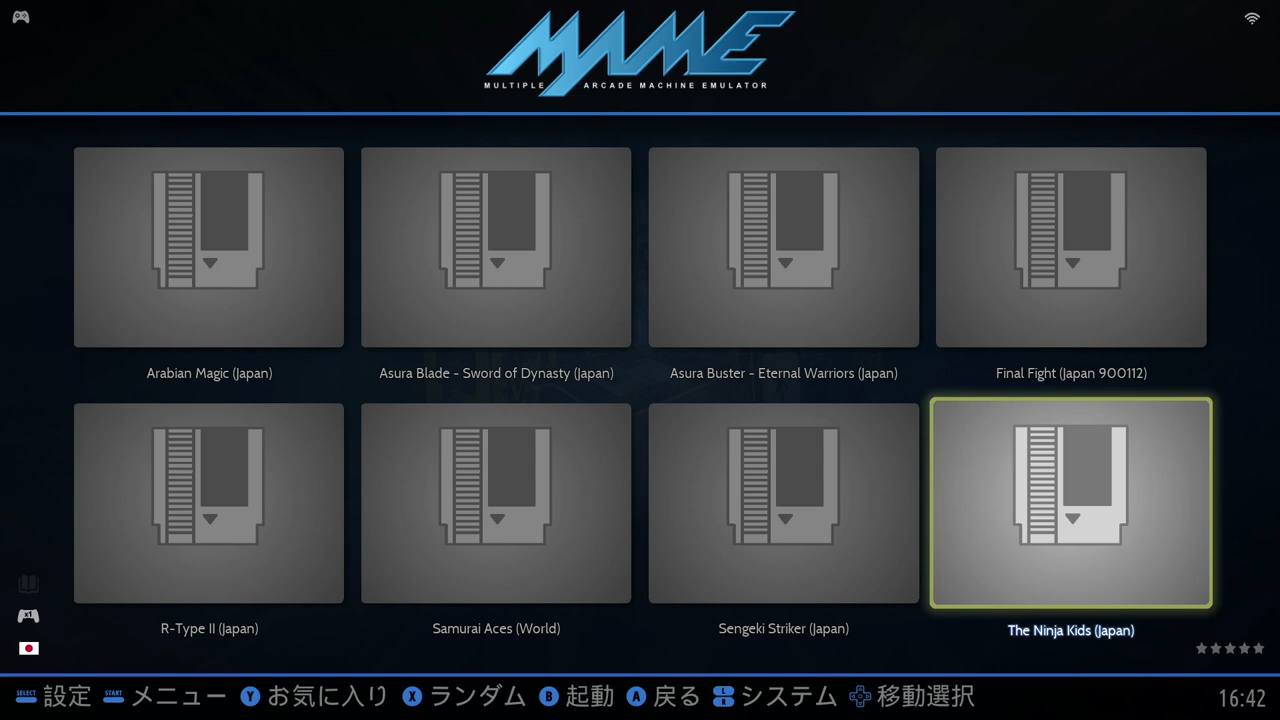 MAME
MULTIPLE ARCADE MACHINE EMULATOR
Arabian Magic (Japan)
Asura Blade - Sword of Dynasty (Japan)
Asura Buster - Eternal Warriors (Japan)
Final Fight (Japan 900112)
R-Type II (Japan)
Samurai Aces (World)
Sengeki Striker (Japan)
The Ninja Kids (Japan)
x1
SELECT 設定 START メニュー Y お気に入り X ランダム B 起動 A 戻る L R システム 移動選択 16:42